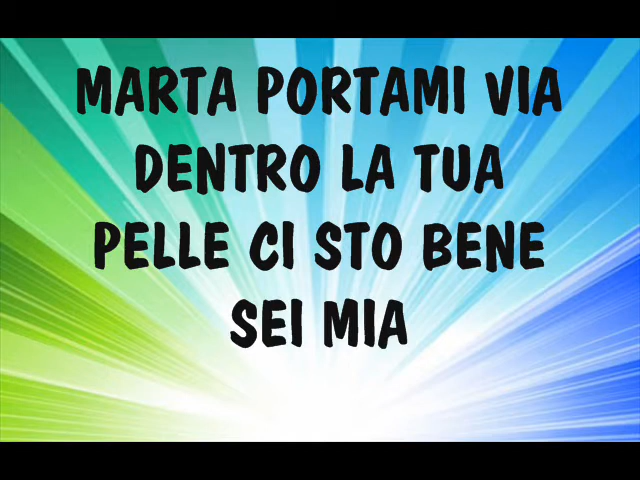 MARTA PORTAMI VIA
DENTRO LA TUA
PELLE CI STO BENE
SEI MIA